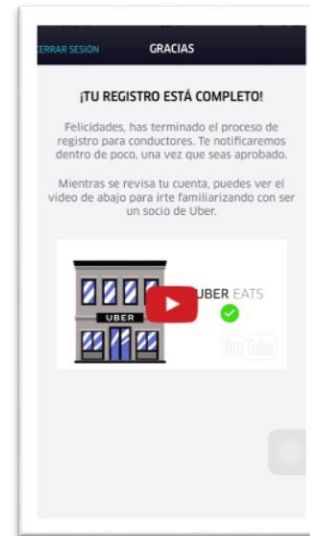 CERRAR SESIÓN
GRACIAS
¡TU REGISTRO ESTÁ COMPLETO!
Felicidades, has terminado el proceso de
registro para conductores. Te notificaremos
dentro de poco, una vez que seas aprobado.
Mientras se revisa tu cuenta, puedes ver el
video de abajo para irte familiarizando con ser
un socio de Uber.
UBER EATS
UBER
YouTube